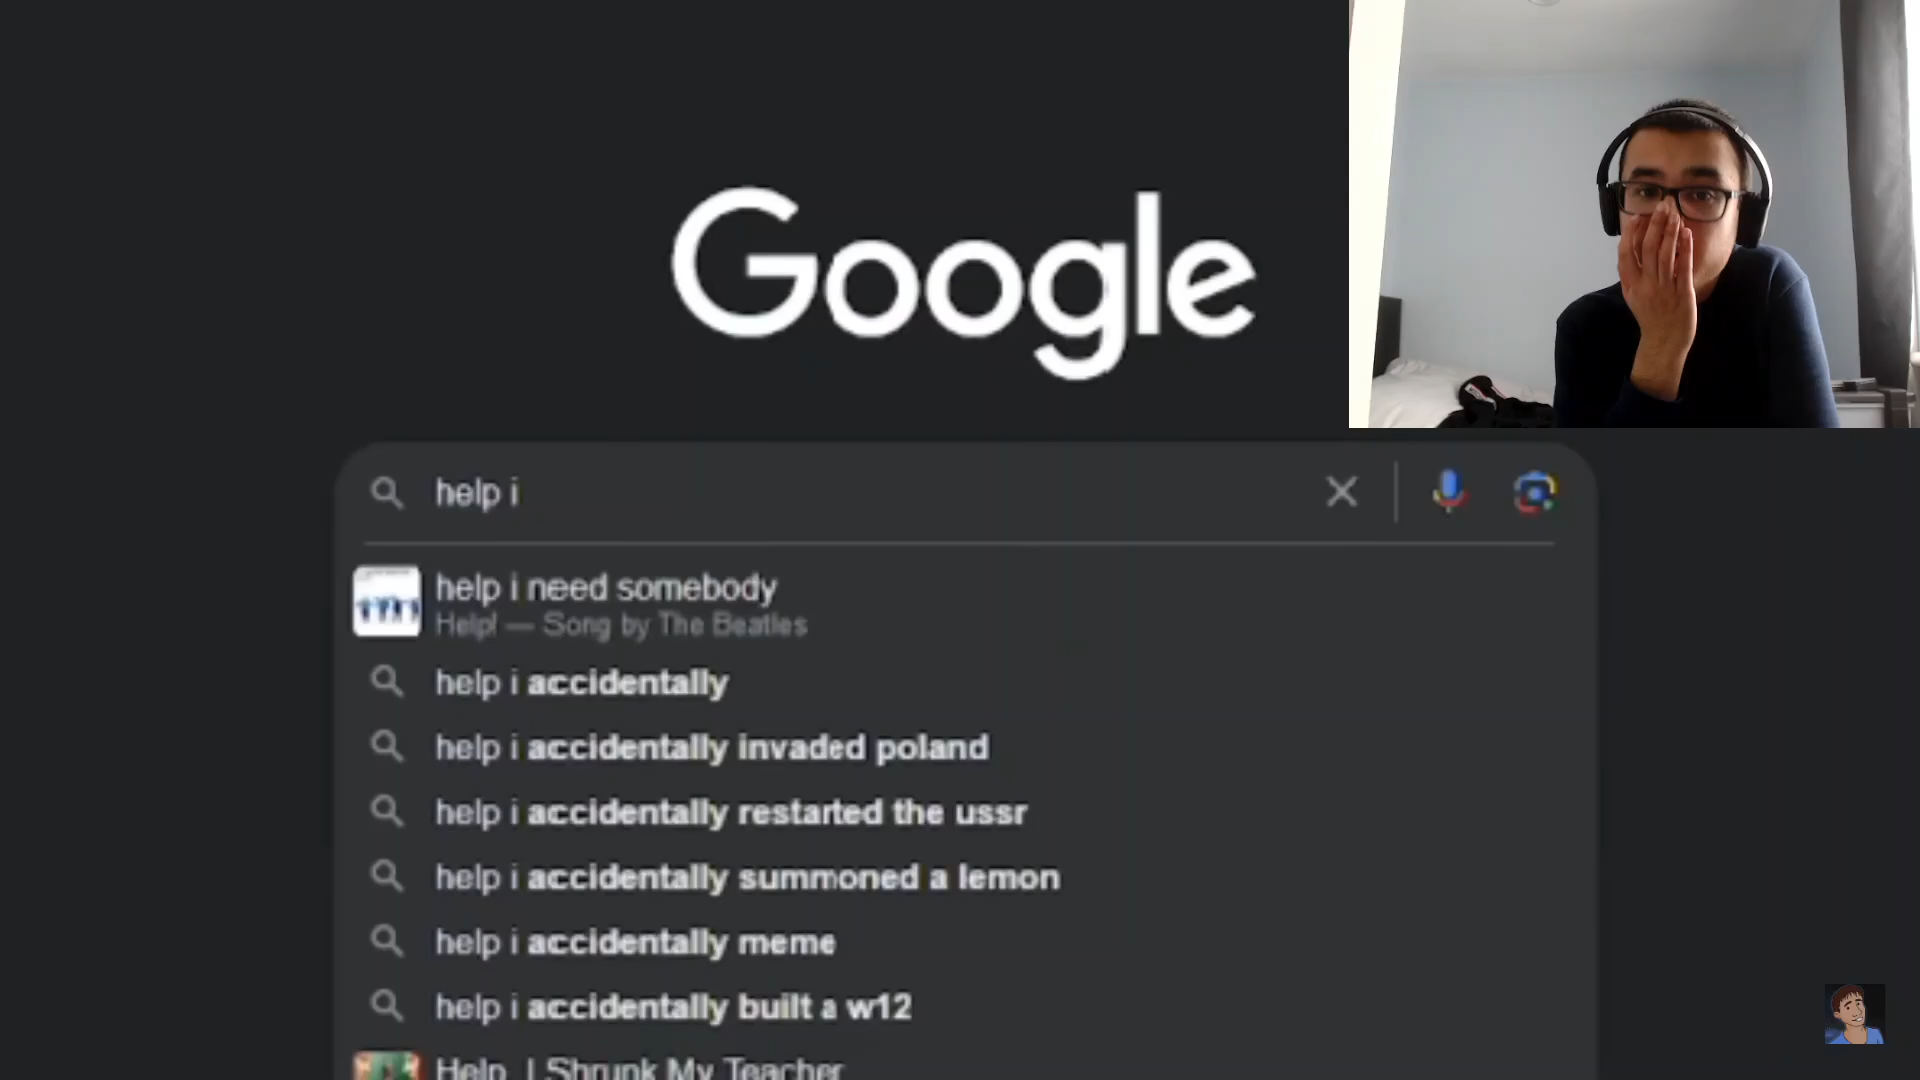 Google
help i
help i need somebody
Help! — Song by The Beatles
help i accidentally
help i accidentally invaded poland
help i accidentally restarted the ussr
help i accidentally summoned a lemon
help i accidentally meme
help i accidentally built a w12
Help, I Shrunk My Teacher